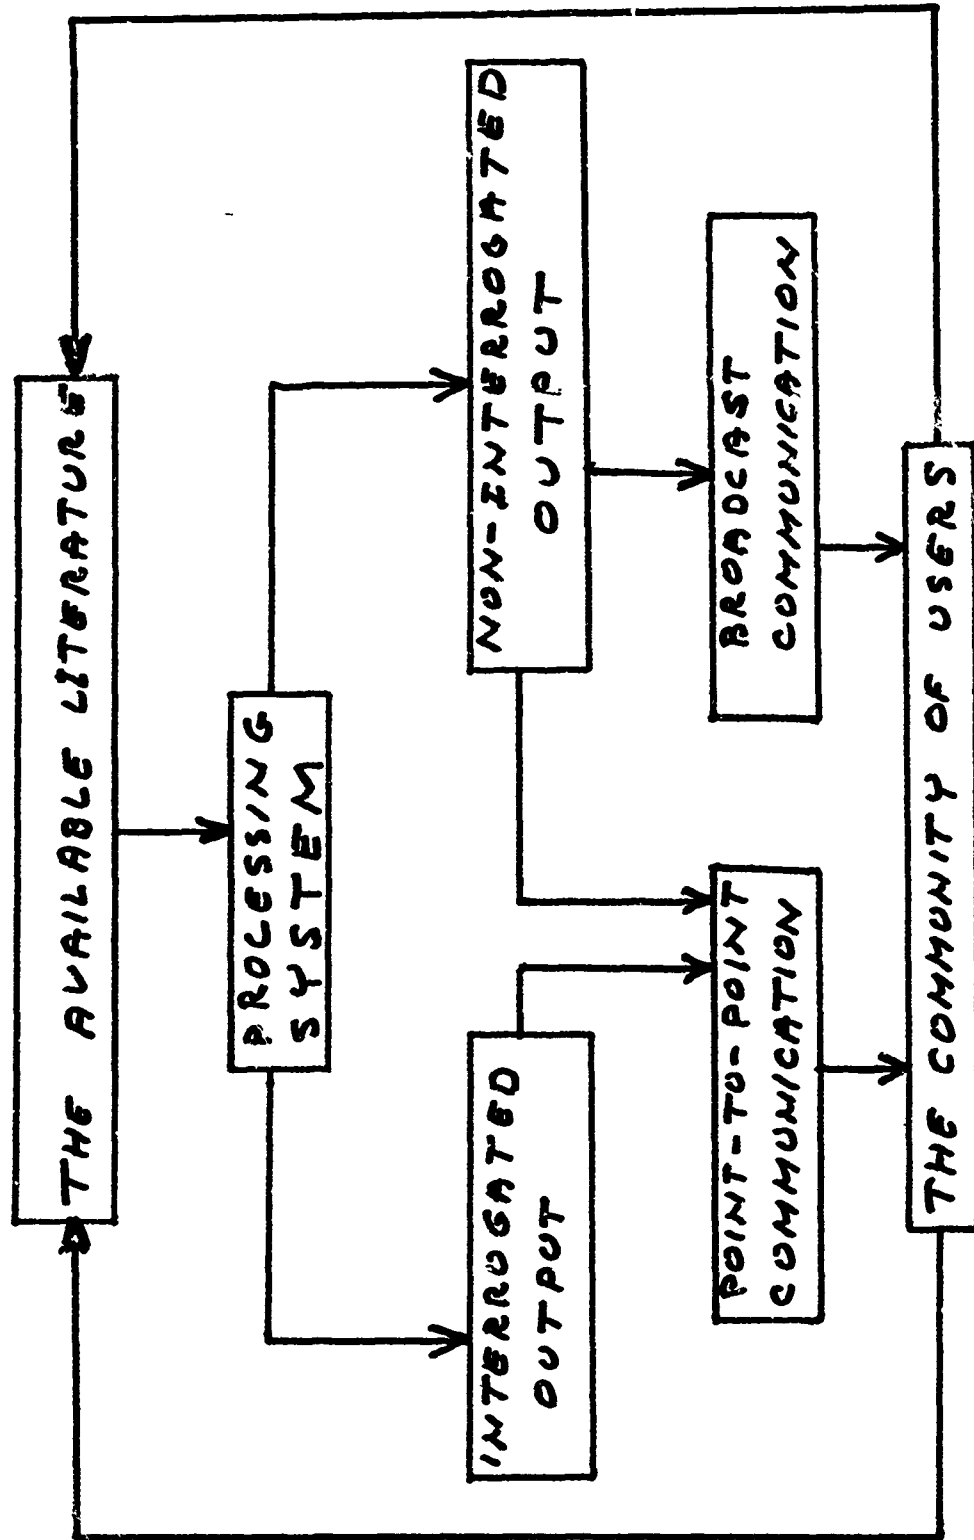 THE AVAILABLE LITERATURE
PROCESSING
SYSTEM
INTERROGATED
OUTPUT
NON-INTERROGATED
OUTPUT
POINT-TO-POINT
COMMUNICATION
BROADCAST
COMMUNICATION
THE COMMUNITY OF USERS